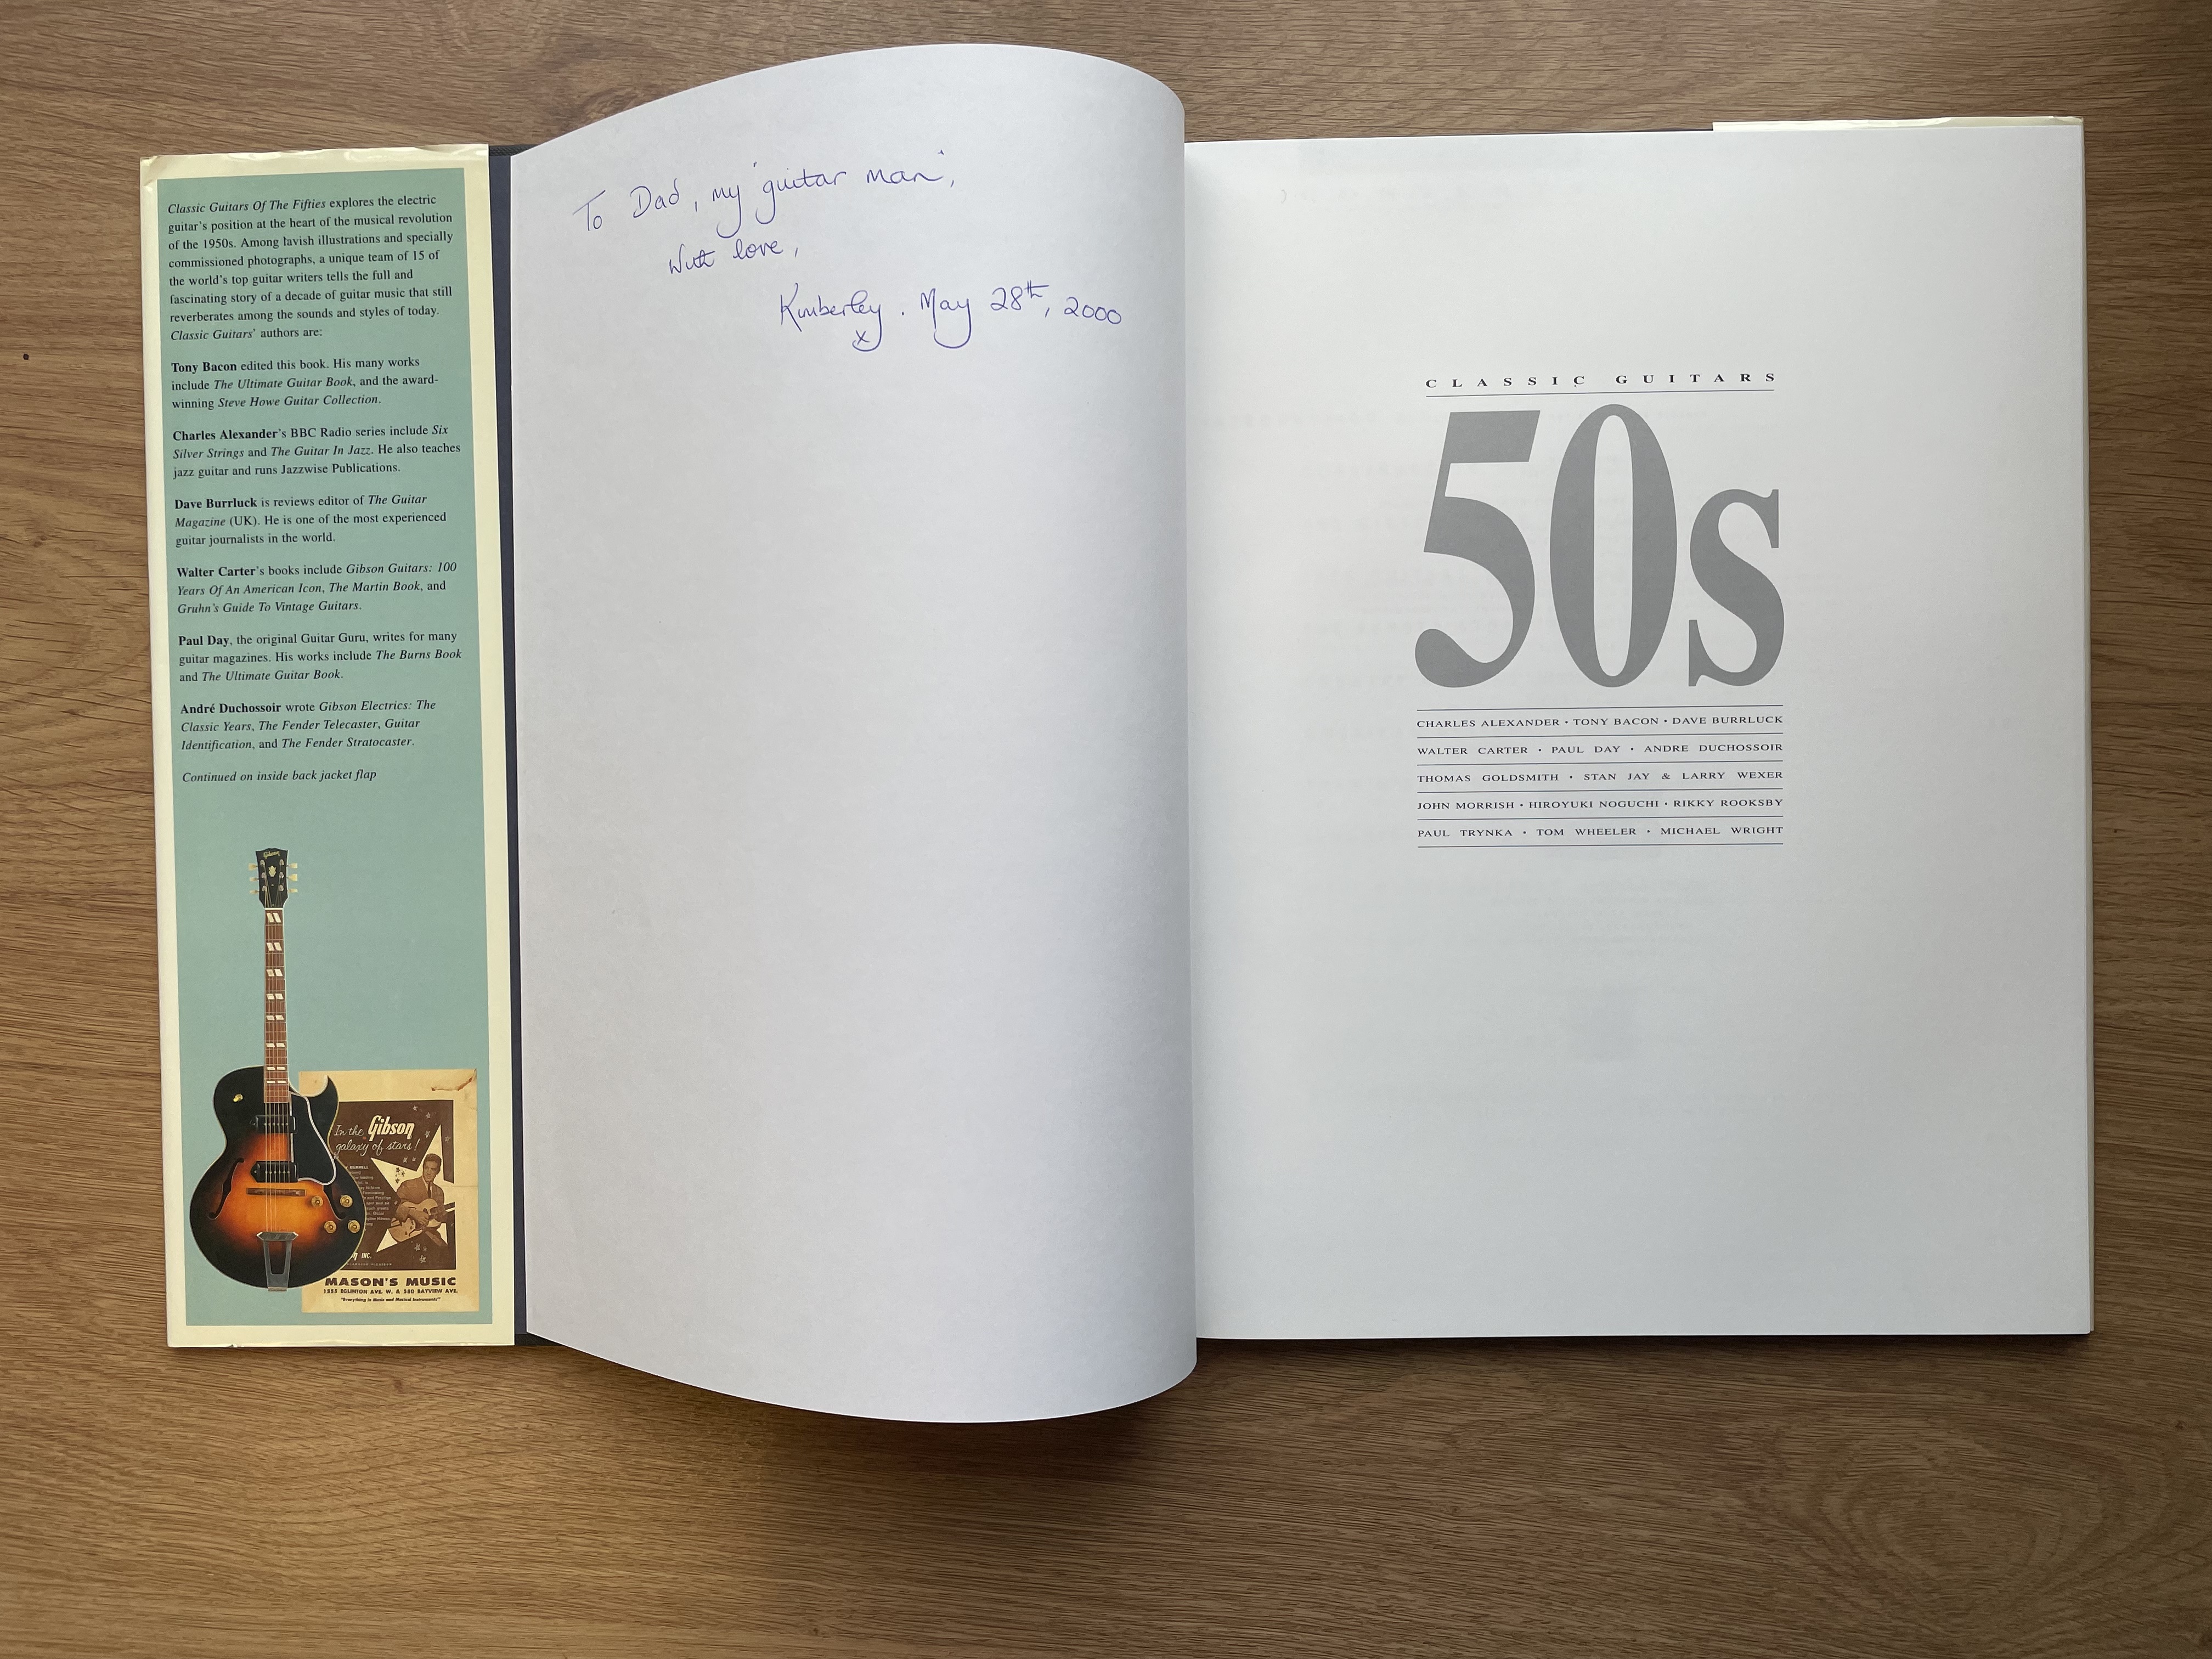 Classic Guitars Of The Fifties explores the electric
guitar's position at the heart of the musical revolution
of the 1950s. Among lavish illustrations and specially
commissioned photographs, a unique team of 15 of
the world's top guitar writers tells the full and
fascinating story of a decade of guitar music that still
reverberates among the sounds and styles of today.
Classic Guitars' authors are:
Tony Bacon edited this book. His many works
include The Ultimate Guitar Book, and the award-
winning Steve Howe Guitar Collection.
Charles Alexander's BBC Radio series include Six
Silver Strings and The Guitar In Jazz. He also teaches
jazz guitar and runs Jazzwise Publications.
Dave Burrluck is reviews editor of The Guitar
Magazine (UK). He is one of the most experienced
guitar journalists in the world.
Walter Carter's books include Gibson Guitars: 100
Years Of An American Icon, The Martin Book, and
Gruhn's Guide To Vintage Guitars.
Paul Day, the original Guitar Guru, writes for many
guitar magazines. His works include The Burns Book
and The Ultimate Guitar Book.
André Duchossoir wrote Gibson Electrics: The
Classic Years, The Fender Telecaster, Guitar
Identification, and The Fender Stratocaster.
Continued on inside back jacket flap
Gibson
In the Gibson
galaxy of stars!
INC.
MASON'S MUSIC
1555 EGLINTON AVE. W. & 580 BAYVIEW AVE.
"Everything in Music and Musical Instruments"
To Dad, my 'guitar man',
With love,
Kimberley. May 28th, 2000
x
CLASSIC GUITARS
50s
CHARLES ALEXANDER • TONY BACON • DAVE BURRLUCK
WALTER CARTER • PAUL DAY • ANDRE DUCHOSSOIR
THOMAS GOLDSMITH • STAN JAY & LARRY WEXER
JOHN MORRISH • HIROYUKI NOGUCHI • RIKKY ROOKSBY
PAUL TRYNKA • TOM WHEELER • MICHAEL WRIGHT